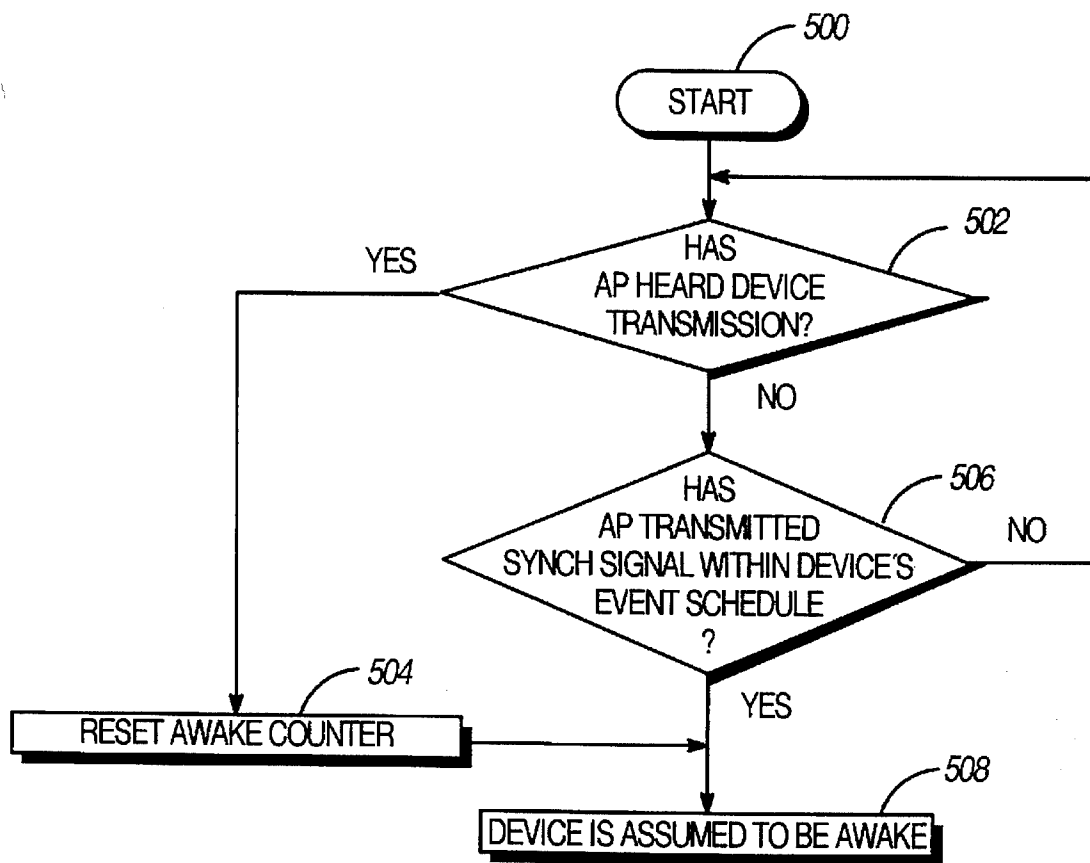 500
START
502
HAS
AP HEARD DEVICE
TRANSMISSION?
YES
NO
506
HAS
AP TRANSMITTED
SYNCH SIGNAL WITHIN DEVICE'S
EVENT SCHEDULE
?
NO
504
RESET AWAKE COUNTER
YES
508
DEVICE IS ASSUMED TO BE AWAKE